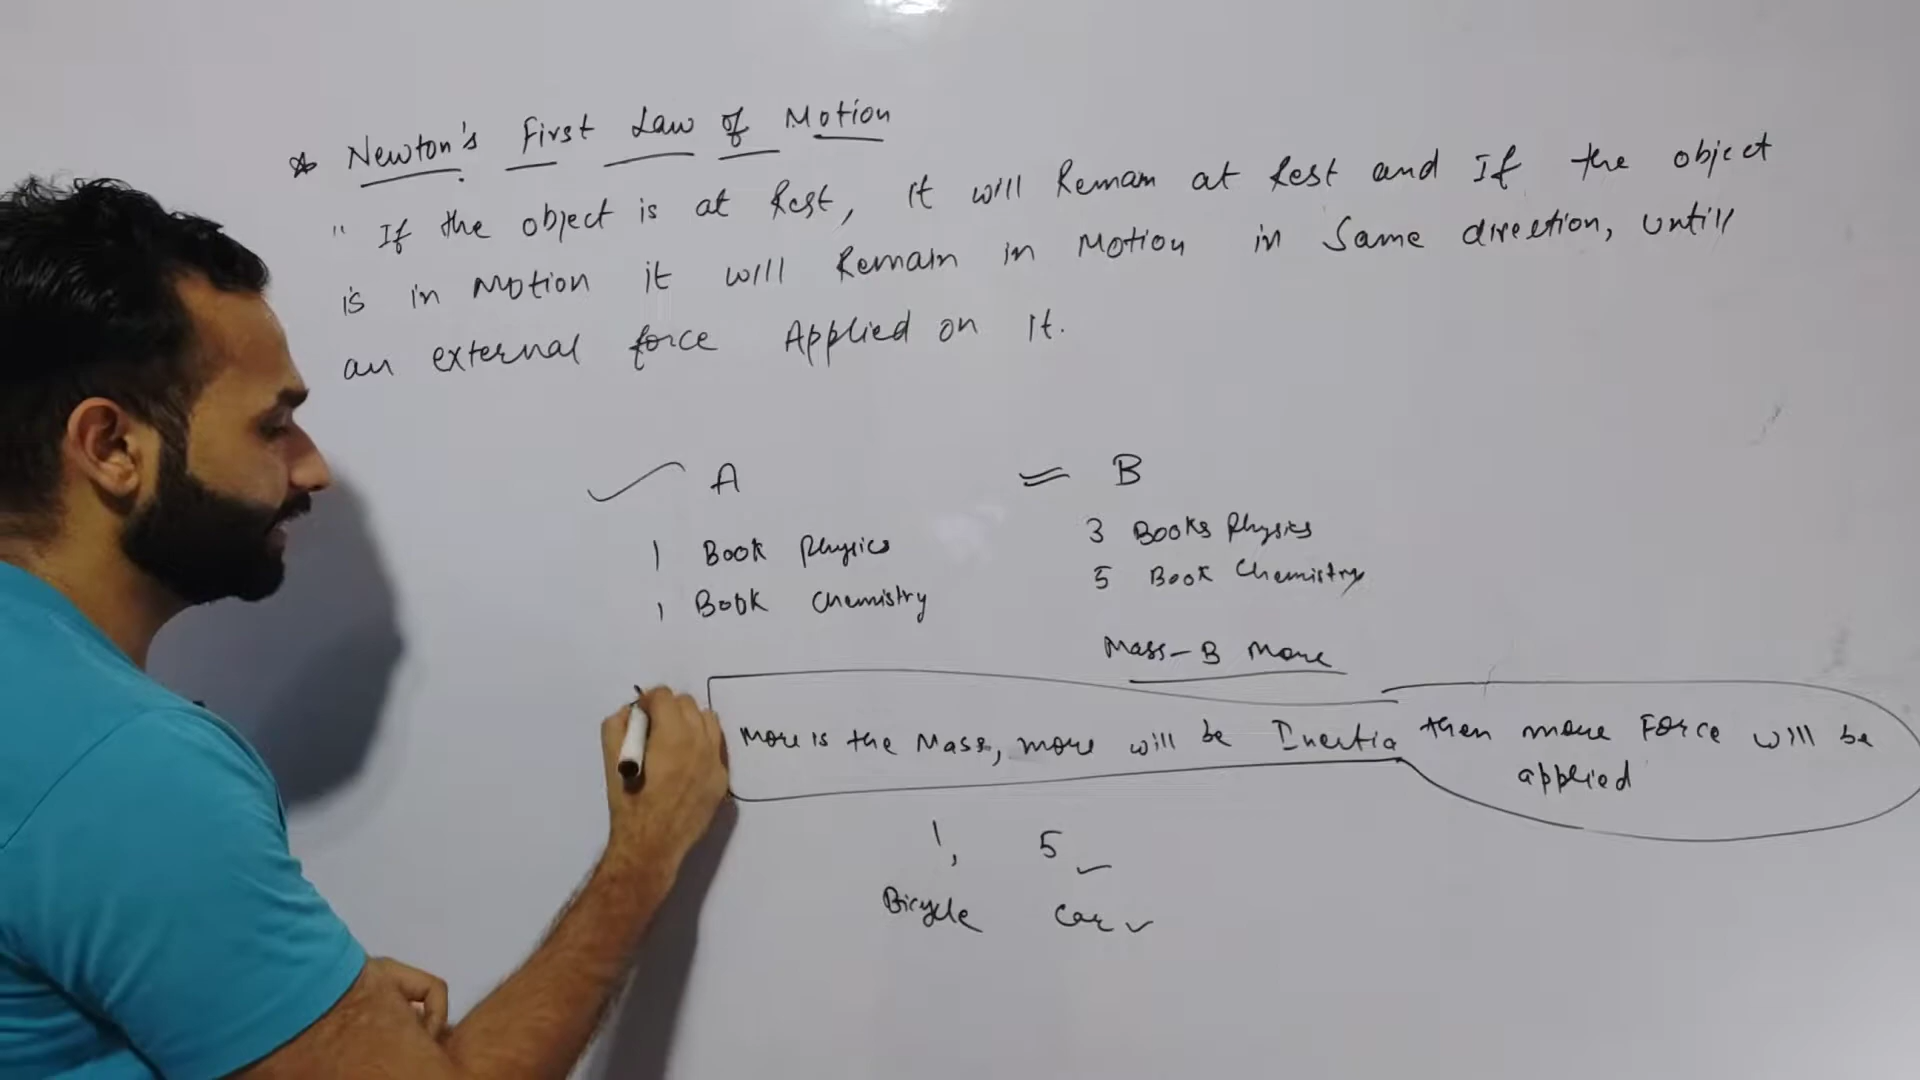 Newton's First Law of Motion
" If the object is at Rest, It will Remain at Rest and If the object
is in Motion it will Remain in Motion in Same direction, untill
an external force Applied on It.
A B
1 Book Physics
1 Book Chemistry
3 Books Physics
5 Book Chemistry
Mass-B More
More is the Mass, more will be Inertia then more Force will be
applied
1, 5
Bicycle car